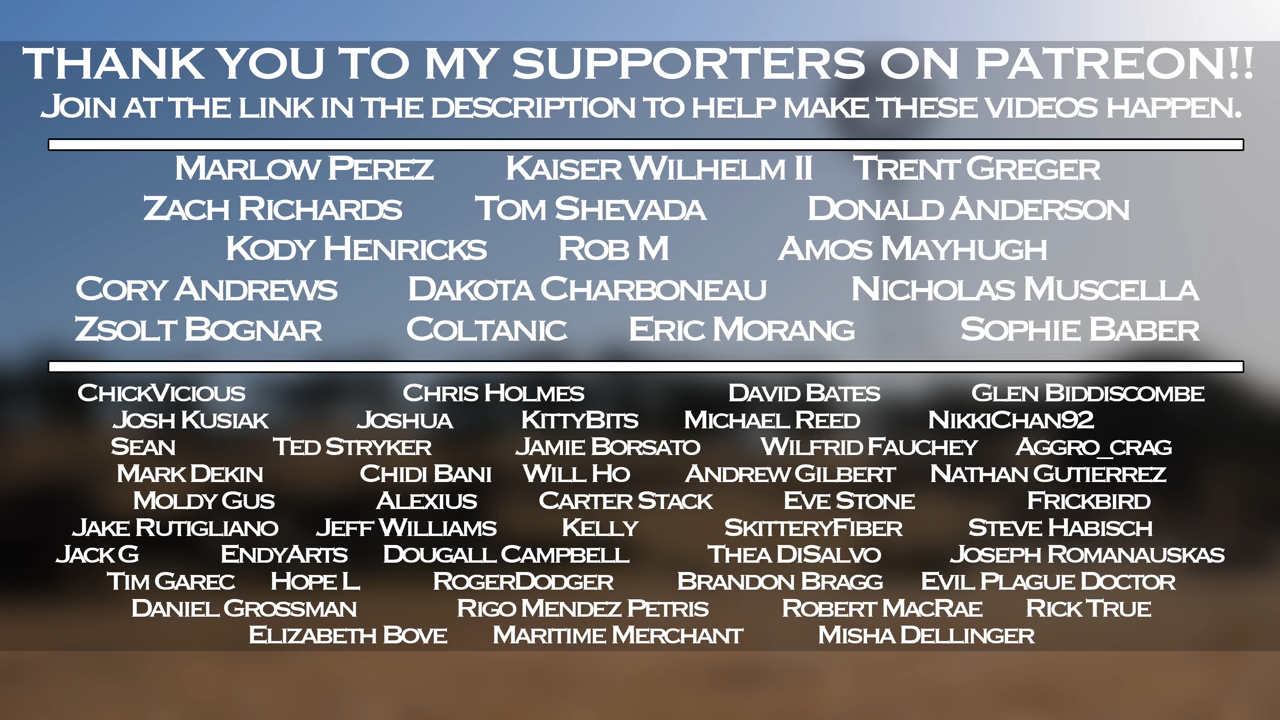 THANK YOU TO MY SUPPORTERS ON PATREON!!
JOIN AT THE LINK IN THE DESCRIPTION TO HELP MAKE THESE VIDEOS HAPPEN.
MARLOW PEREZ KAISER WILHELM II TRENT GREGER
ZACH RICHARDS TOM SHEVADA DONALD ANDERSON
KODY HENRICKS ROB M AMOS MAYHUGH
CORY ANDREWS DAKOTA CHARBONEAU NICHOLAS MUSCELLA
ZSOLT BOGNAR COLTANIC ERIC MORANG SOPHIE BABER
CHICKVICIOUS CHRIS HOLMES DAVID BATES GLEN BIDDISCOMBE
JOSH KUSIAK JOSHUA KITTYBITS MICHAEL REED NIKKICHAN92
SEAN TED STRYKER JAMIE BORSATO WILFRID FAUCHEY AGGRO_CRAG
MARK DEKIN CHIDI BANI WILL HO ANDREW GILBERT NATHAN GUTIERREZ
MOLDY GUS ALEXIUS CARTER STACK EVE STONE FRICKBIRD
JAKE RUTIGLIANO JEFF WILLIAMS KELLY SKITTERYFIBER STEVE HABISCH
JACK G ENDYARTS DOUGALL CAMPBELL THEA DISALVO JOSEPH ROMANAUSKAS
TIM GAREC HOPE L ROGERDODGER BRANDON BRAGG EVIL PLAGUE DOCTOR
DANIEL GROSSMAN RIGO MENDEZ PETRIS ROBERT MACRAE RICK TRUE
ELIZABETH BOVE MARITIME MERCHANT MISHA DELLINGER